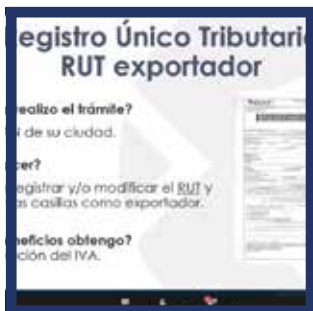 egistro Único Tributari
RUT exportador
realizo el trámite?
N de su ciudad.
cer?
egistrar y/o modificar el RUT y
as casillas como exportador.
neficios obtengo?
ción del IVA.